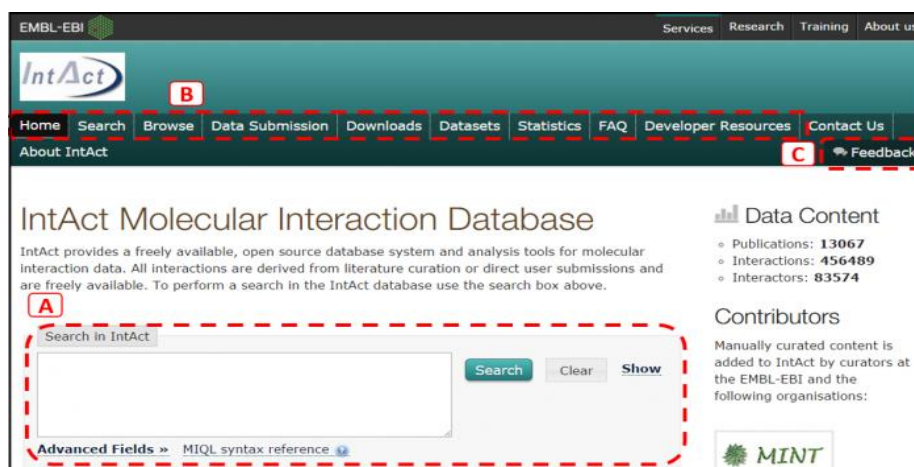 EMBL-EBI
Services Research Training About us
IntAct
B
Home Search Browse Data Submission Downloads Datasets Statistics FAQ Developer Resources Contact Us
About IntAct
C
Feedback
IntAct Molecular Interaction Database
IntAct provides a freely available, open source database system and analysis tools for molecular
interaction data. All interactions are derived from literature curation or direct user submissions and
are freely available. To perform a search in the IntAct database use the search box above.
A
Search in IntAct
Search Clear Show
Advanced Fields » MIQL syntax reference
Data Content
Publications: 13067
Interactions: 456489
Interactors: 83574
Contributors
Manually curated content is
added to IntAct by curators at
the EMBL-EBI and the
following organisations:
MINT